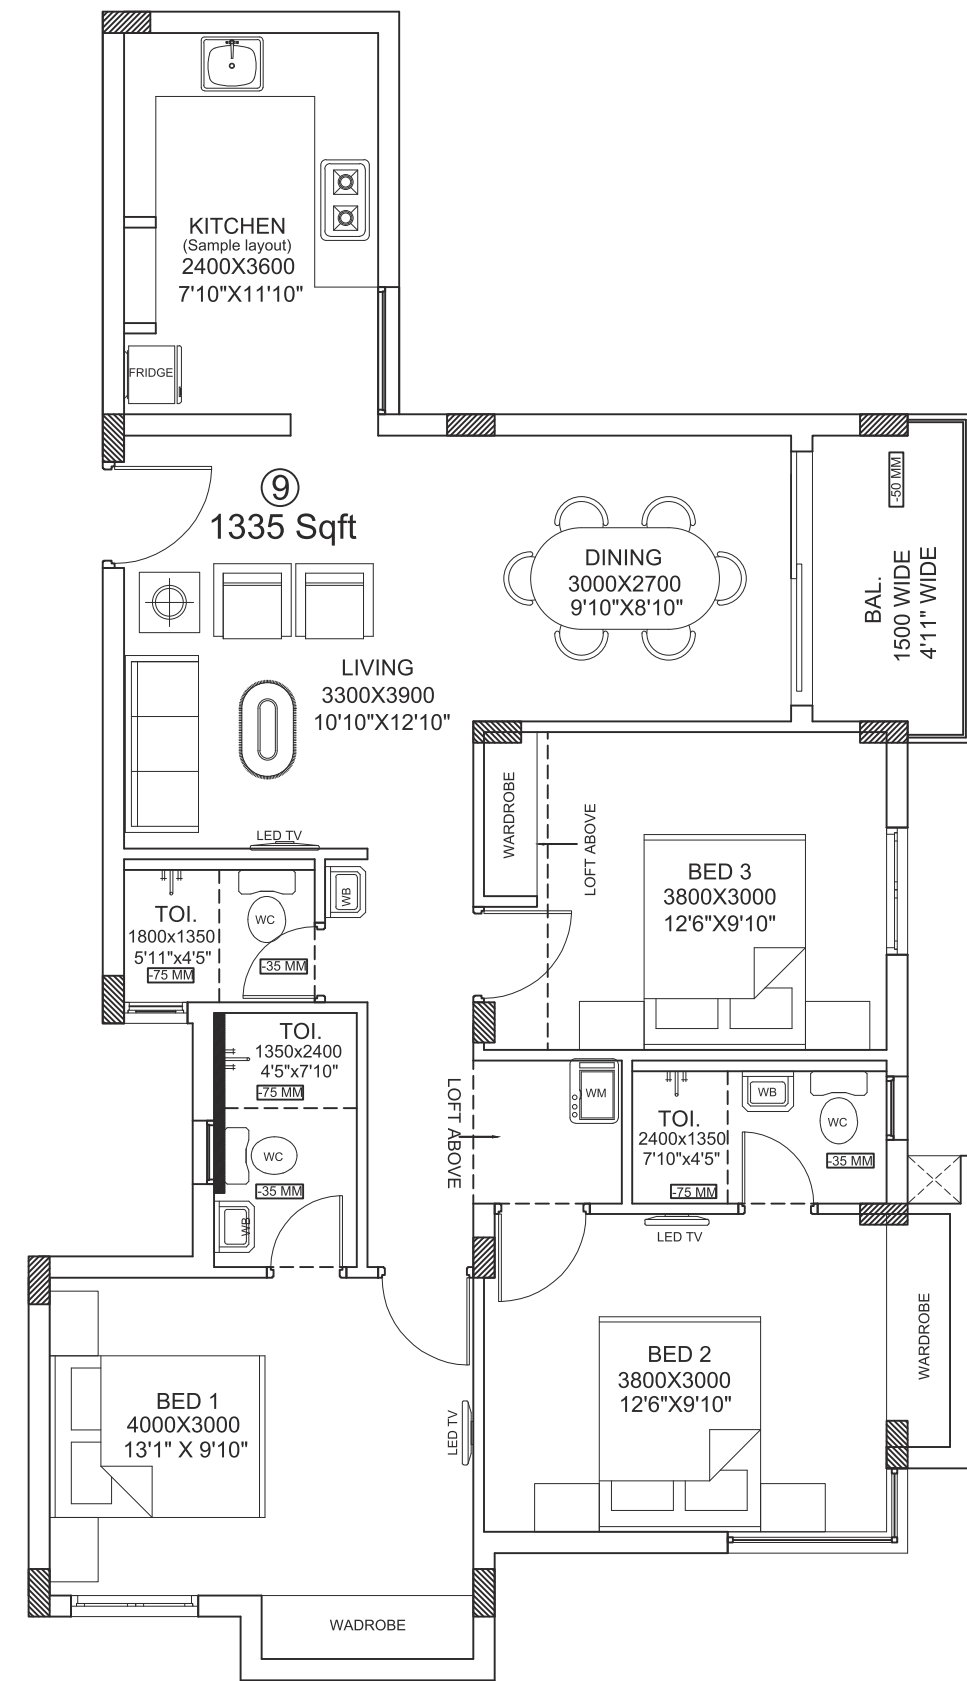 KITCHEN
(Sample layout)
2400X3600
7'10"X11'10"
FRIDGE
9
1335 Sqft
-50 MM
DINING
3000X2700
9'10"X8'10"
BAL.
1500 WIDE
4'11" WIDE
LIVING
3300X3900
10'10"X12'10"
LED TV
WARDROBE
LOFT ABOVE
BED 3
3800X3000
12'6"X9'10"
WB
TOI.
1800x1350
5'11"x4'5"
-75 MM
WC
-35 MM
TOI.
1350x2400
4'5"x7'10"
-75 MM
WC
-35 MM
WB
LOFT ABOVE
WM
TOI.
2400x1350
7'10"x4'5"
-75 MM
WB
WC
-35 MM
LED TV
BED 1
4000X3000
13'1" X 9'10"
LED TV
BED 2
3800X3000
12'6"X9'10"
WARDROBE
WADROBE